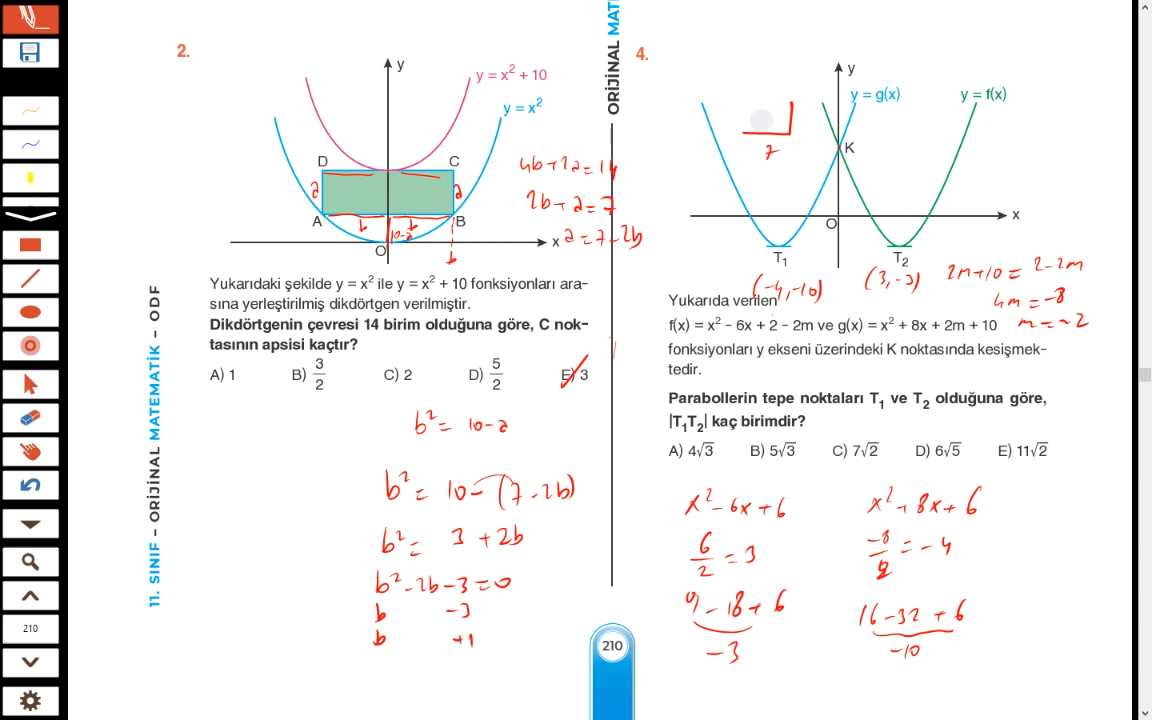 2.
y
y = x² + 10
y = x²
D
C
A
B
O
x
a
a
b
b
10-a
b
4b+2a=14
2b+a=7
a=7-2b
Yukarıdaki şekilde y = x² ile y = x² + 10 fonksiyonları ara-
sına yerleştirilmiş dikdörtgen verilmiştir.
Dikdörtgenin çevresi 14 birim olduğuna göre, C nok-
tasının apsisi kaçtır?
A) 1 B) 3/2 C) 2 D) 5/2 E) 3
b² = 10-a
b² = 10-(7-2b)
b² = 3+2b
b²-2b-3=0
b -3
b +1
11. SINIF – ORİJİNAL MATEMATİK – ODF
ORİJİNAL MATE
210
210
4.
y
y = g(x)
y = f(x)
7
K
O
x
T₁
T₂
(-4,-10)
(3,-3)
2m+10=2-2m
4m=-8
m=-2
Yukarıda verilen
f(x) = x² - 6x + 2 - 2m ve g(x) = x² + 8x + 2m + 10
fonksiyonları y ekseni üzerindeki K noktasında kesişmek-
tedir.
Parabollerin tepe noktaları T₁ ve T₂ olduğuna göre,
|T₁T₂| kaç birimdir?
A) 4√3 B) 5√3 C) 7√2 D) 6√5 E) 11√2
x²-6x+6
6/2=3
9-18+6
-3
x²+8x+6
-8/2=-4
16-32+6
-10